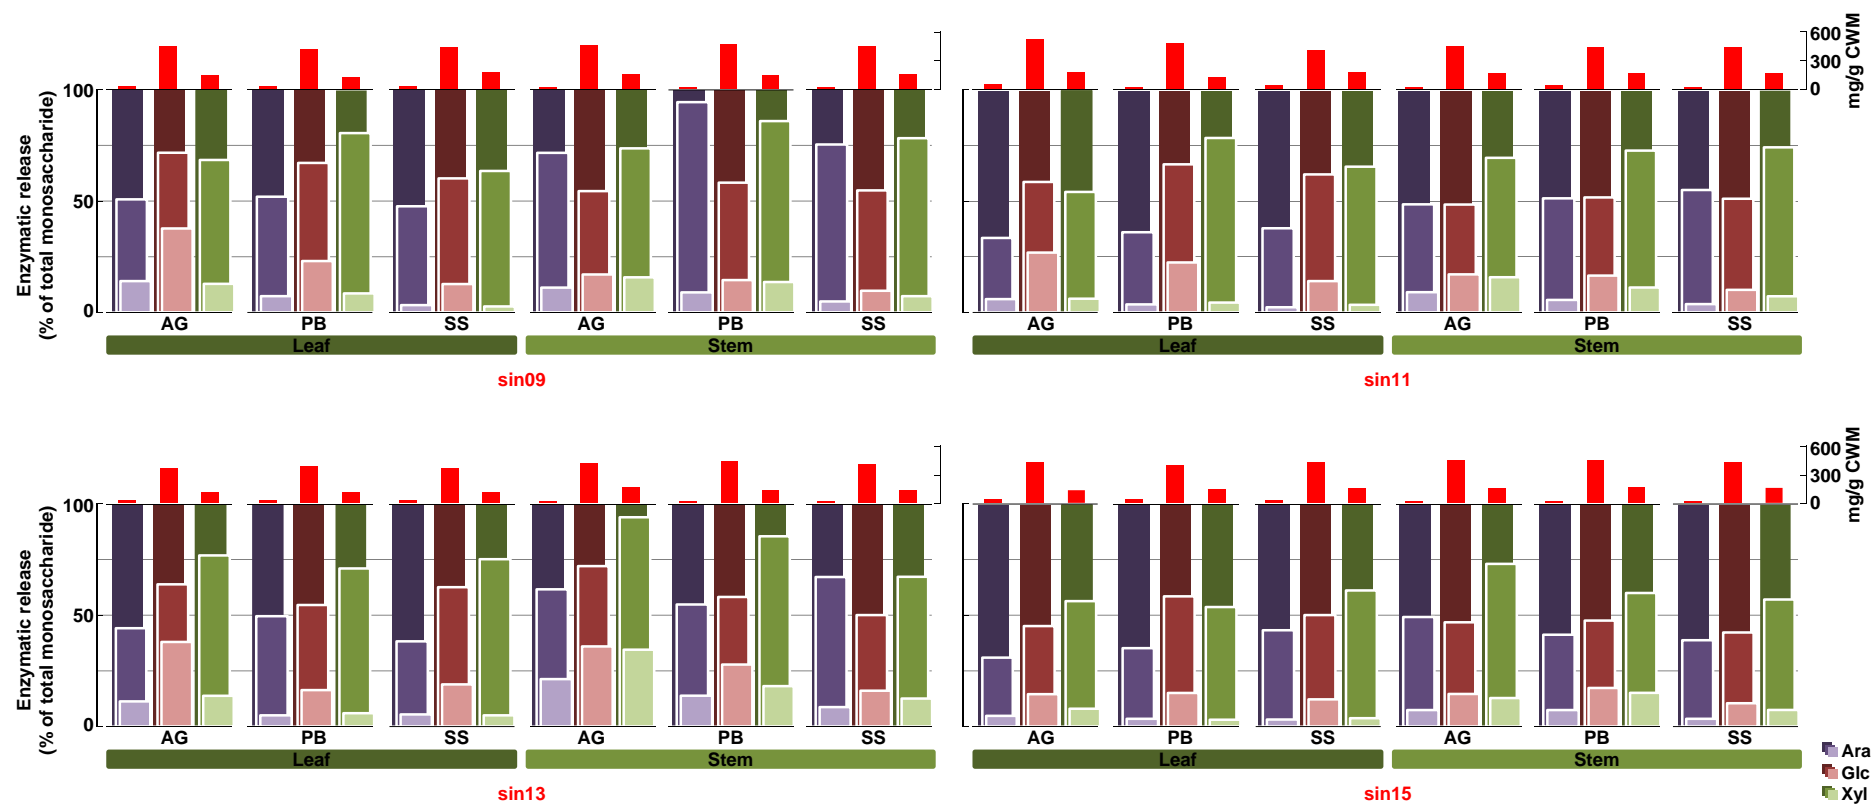 Enzymatic release
(% of total monosaccharide)
100
50
0
600
300
0
mg/g CWM
AG PB SS AG PB SS
Leaf Stem
sin09
AG PB SS AG PB SS
Leaf Stem
sin11
Enzymatic release
(% of total monosaccharide)
100
50
0
600
300
0
mg/g CWM
AG PB SS AG PB SS
Leaf Stem
sin13
AG PB SS AG PB SS
Leaf Stem
sin15
Ara
Glc
Xyl